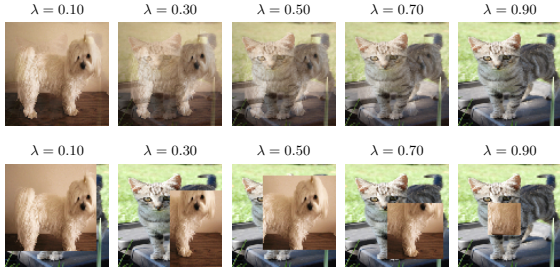 λ = 0.10 λ = 0.30 λ = 0.50 λ = 0.70 λ = 0.90
λ = 0.10 λ = 0.30 λ = 0.50 λ = 0.70 λ = 0.90